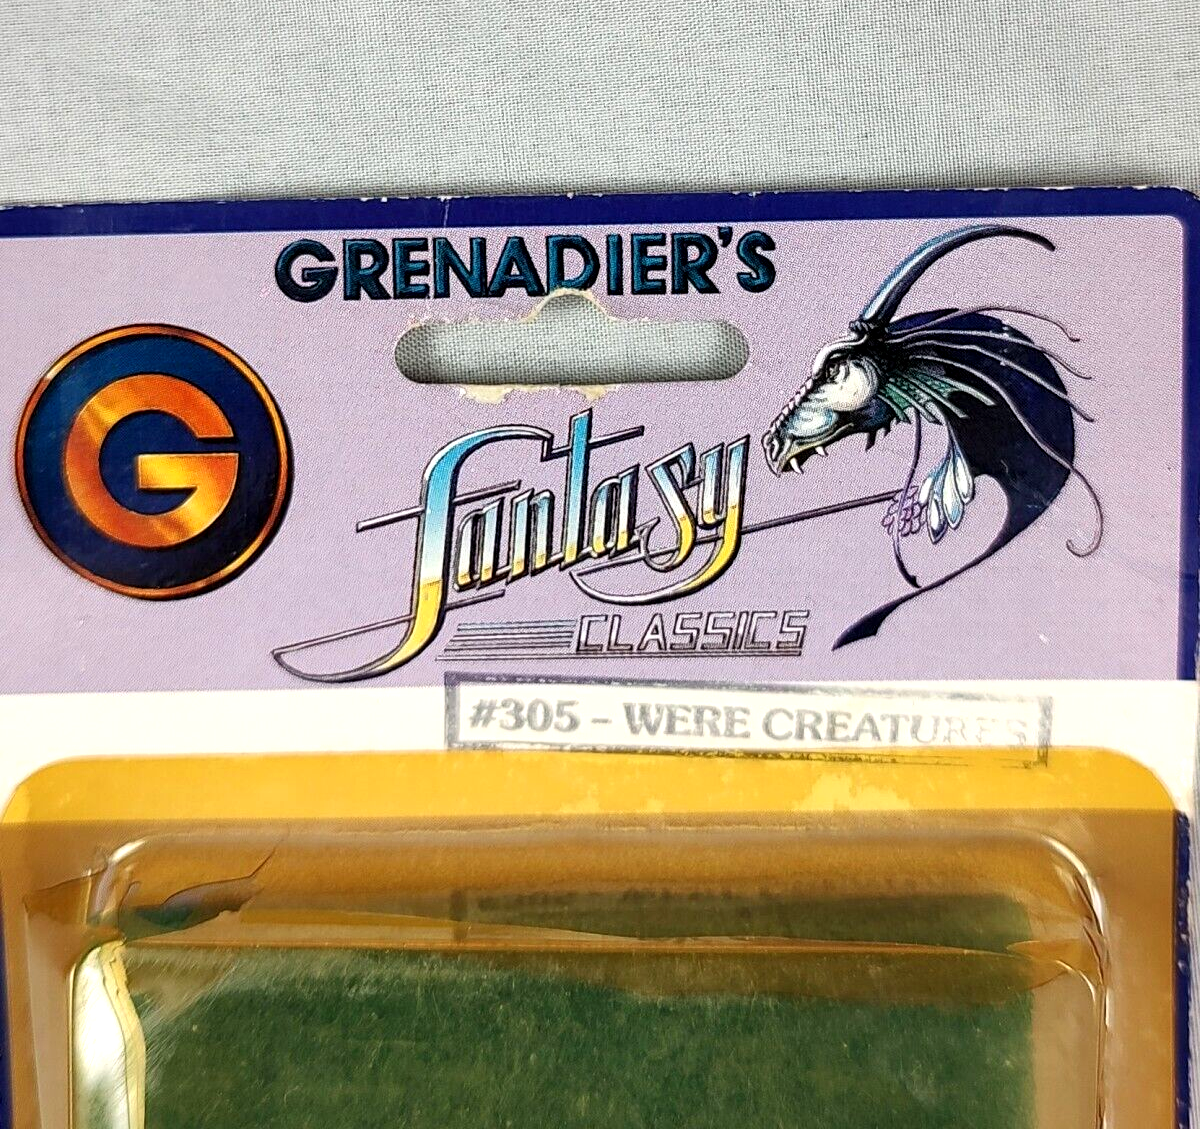 GRENADIER'S
G
fantasy
CLASSICS
#305 - WERE CREATURES